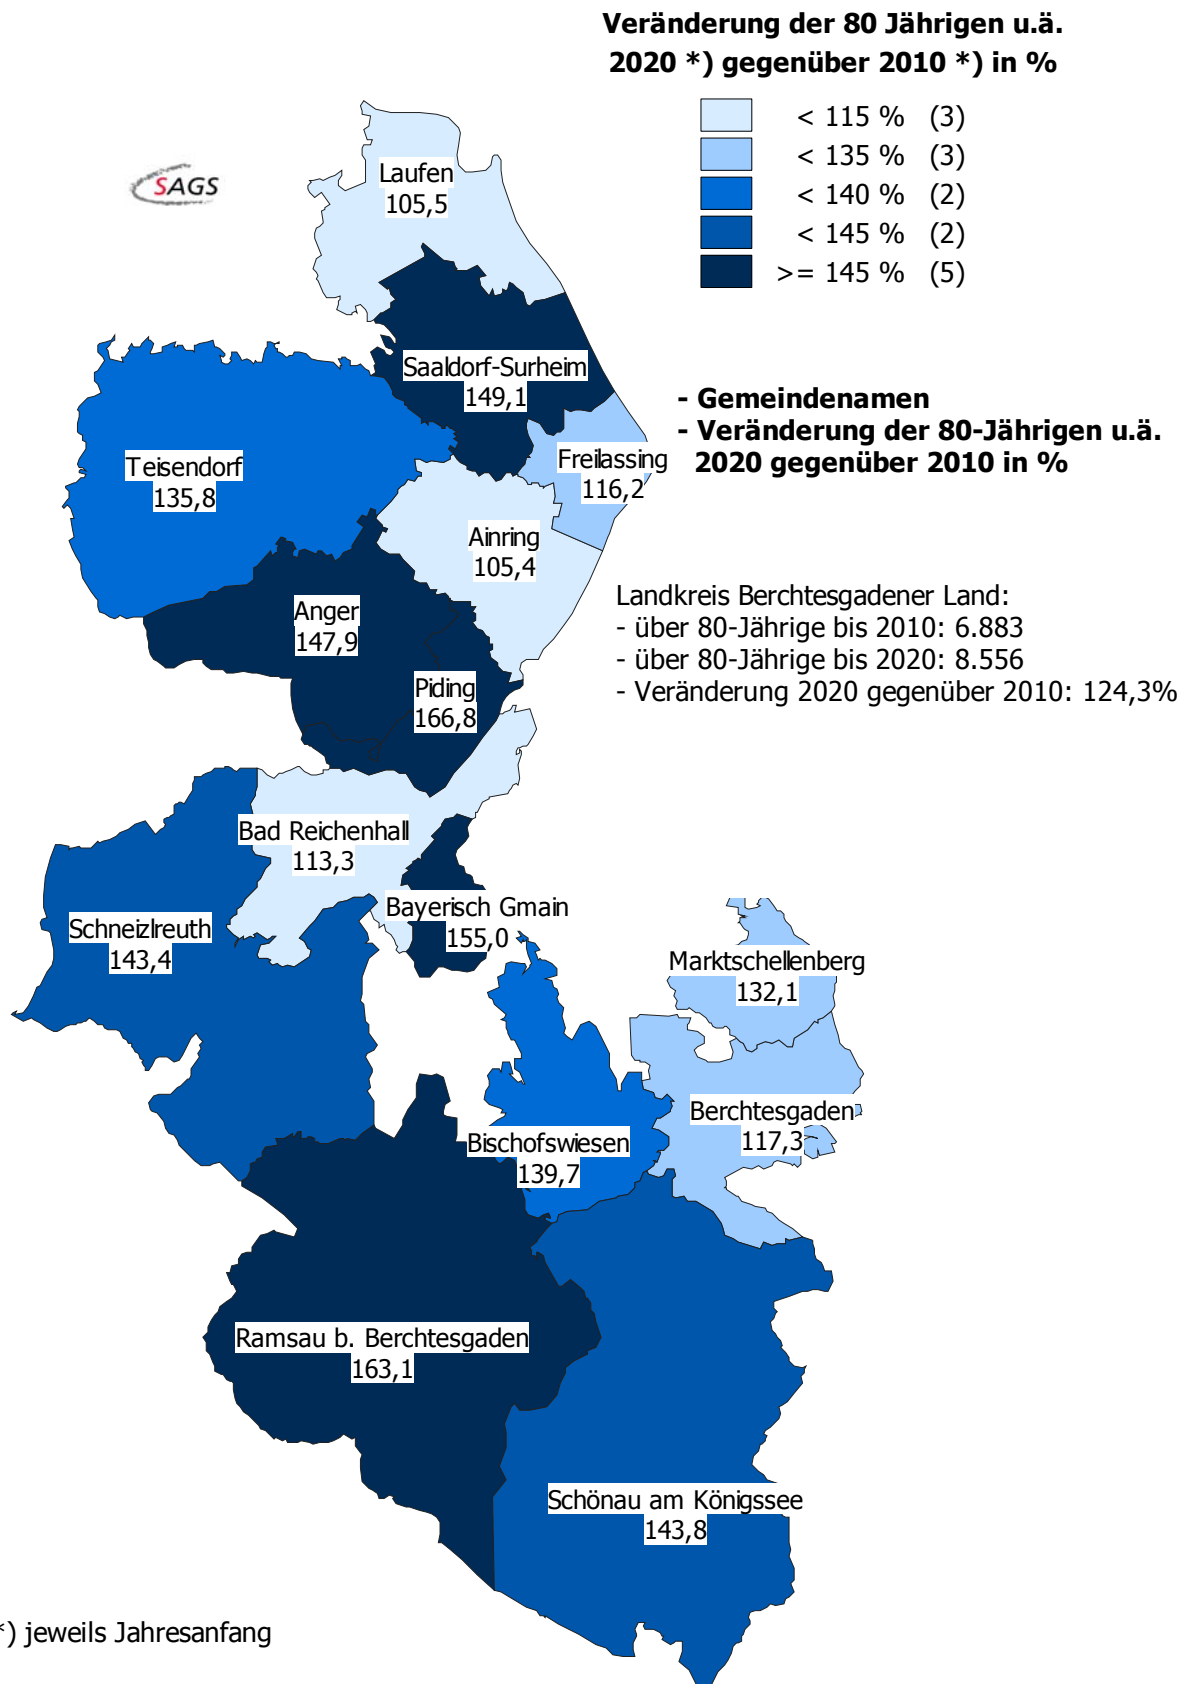 Veränderung der 80 Jährigen u.ä.
2020 *) gegenüber 2010 *) in %
< 115 % (3)
< 135 % (3)
< 140 % (2)
< 145 % (2)
>= 145 % (5)
SAGS
Laufen
105,5
Saaldorf-Surheim
149,1
- Gemeindenamen
- Veränderung der 80-Jährigen u.ä.
2020 gegenüber 2010 in %
Teisendorf
135,8
Freilassing
116,2
Ainring
105,4
Landkreis Berchtesgadener Land:
- über 80-Jährige bis 2010: 6.883
- über 80-Jährige bis 2020: 8.556
- Veränderung 2020 gegenüber 2010: 124,3%
Anger
147,9
Piding
166,8
Bad Reichenhall
113,3
Bayerisch Gmain
155,0
Schneizlreuth
143,4
Marktschellenberg
132,1
Berchtesgaden
117,3
Bischofswiesen
139,7
Ramsau b. Berchtesgaden
163,1
Schönau am Königssee
143,8
*) jeweils Jahresanfang